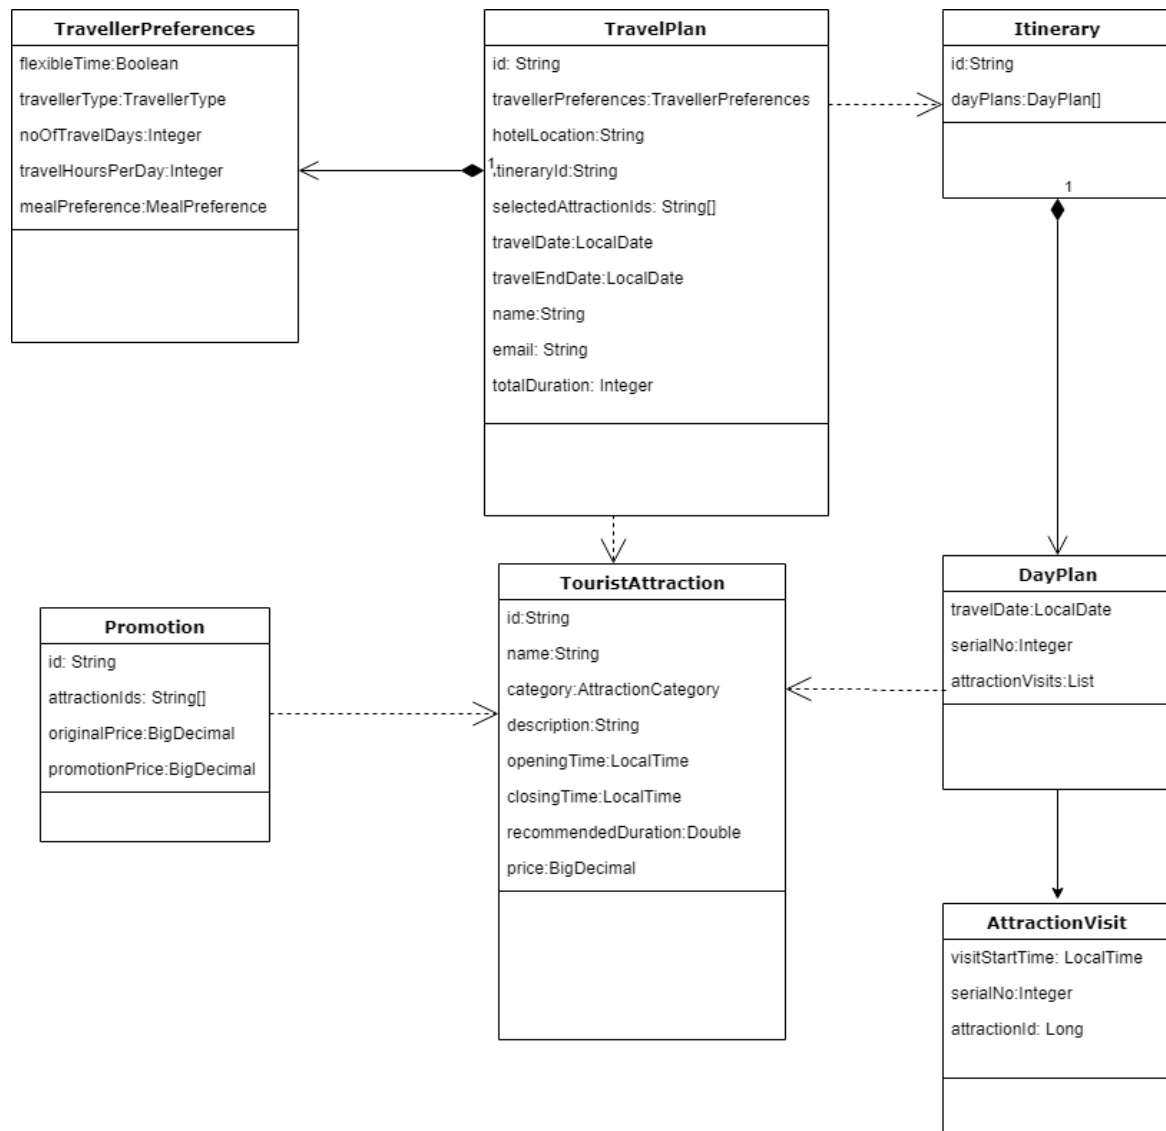 TravellerPreferences
flexibleTime:Boolean
travellerType:TravellerType
noOfTravelDays:Integer
travelHoursPerDay:Integer
mealPreference:MealPreference
TravelPlan
id: String
travellerPreferences:TravellerPreferences
hotelLocation:String
1
tineraryId:String
selectedAttractionIds: String[]
travelDate:LocalDate
travelEndDate:LocalDate
name:String
email: String
totalDuration: Integer
Itinerary
id:String
dayPlans:DayPlan[]
1
Promotion
id: String
attractionIds: String[]
originalPrice:BigDecimal
promotionPrice:BigDecimal
TouristAttraction
id:String
name:String
category:AttractionCategory
description:String
openingTime:LocalTime
closingTime:LocalTime
recommendedDuration:Double
price:BigDecimal
DayPlan
travelDate:LocalDate
serialNo:Integer
attractionVisits:List
AttractionVisit
visitStartTime: LocalTime
serialNo:Integer
attractionId: Long